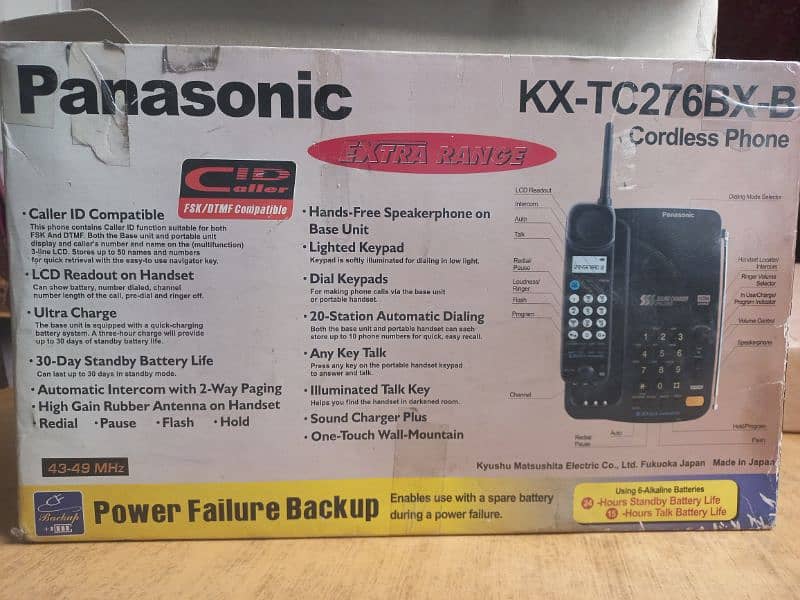 Panasonic
KX-TC276BX-B
Cordless Phone
EXTRA RANGE
CID
Caller
FSK/DTMF Compatible
· Caller ID Compatible
This phone contains Caller ID function suitable for both
FSK And DTMF. Both the Base unit and portable unit
display and caller's number and name on the (multifunction)
3-line LCD. Stores up to 50 names and numbers
for quick retrieval with the easy-to use navigator key.
· LCD Readout on Handset
Can show battery, number dialed, channel
number length of the call, pre-dial and ringer off.
· Ultra Charge
The base unit is equipped with a quick-charging
battery system. A three-hour charge will provide
up to 30 days of standby battery life.
· 30-Day Standby Battery Life
Can last up to 30 days in standby mode.
· Automatic Intercom with 2-Way Paging
· High Gain Rubber Antenna on Handset
· Redial · Pause · Flash · Hold
· Hands-Free Speakerphone on
Base Unit
· Lighted Keypad
Keypad is softly illuminated for dialing in low light.
· Dial Keypads
For making phone calls via the base unit
or portable handset.
· 20-Station Automatic Dialing
Both the base unit and portable handset can each
store up to 10 phone numbers for quick, easy recall.
· Any Key Talk
Press any key on the portable handset keypad
to answer and talk.
· Illuminated Talk Key
Helps you find the handset in darkened room.
· Sound Charger Plus
· One-Touch Wall-Mountain
LCD Readout
Intercom
Auto
Talk
Redial
Pause
Loudness/
Ringer
Flash
Program
Channel
Redial
Pause
Auto
Panasonic
Dialing Mode Selector
Handset Locator/
Intercom
Ringer Volume
Selector
In Use/Charge/
Program Indicator
Volume Control
Speakerphone
Hold/Program
Flash
1 2 3
4 5 6
7 8 9
0 #
43-49 MHz
Kyushu Matsushita Electric Co., Ltd. Fukuoka Japan Made in Japan
Backup
Power Failure Backup
Enables use with a spare battery
during a power failure.
Using 6-Alkaline Batteries
24 -Hours Standby Battery Life
15 -Hours Talk Battery Life